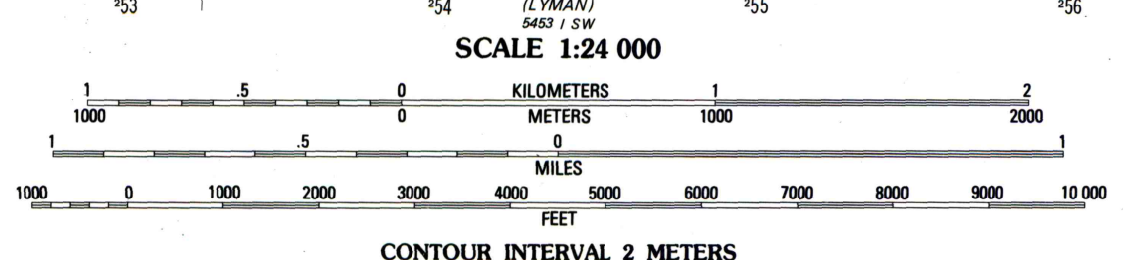 ²53 ²54 (LYMAN) ²55 ²56
5453 I SW
SCALE 1:24 000
1 .5 0 KILOMETERS 1 2
1000 0 METERS 1000 2000
1 .5 0 1
MILES
1000 0 1000 2000 3000 4000 5000 6000 7000 8000 9000 10 000
FEET
CONTOUR INTERVAL 2 METERS